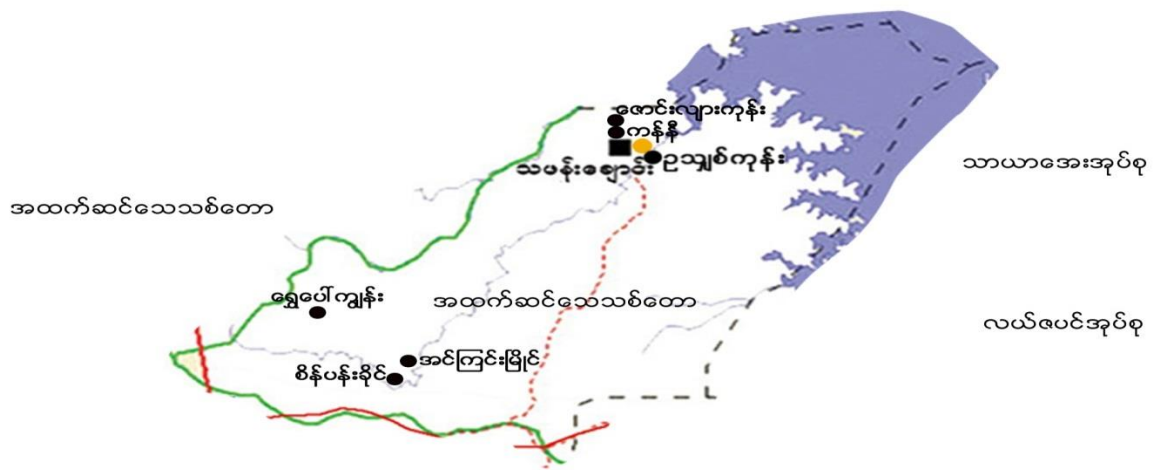 ဇောင်းလျားကုန်း
ကန်နီ
သဖန်းချောင်း
ဥသျှစ်ကုန်း
သာယာအေးအုပ်စု
အထက်ဆင်သေသစ်တော
ရွှေပေါ်ကျွန်း
အထက်ဆင်သေသစ်တော
လယ်ဇပင်အုပ်စု
အင်ကြင်းမြိုင်
စိန်ပန်းခိုင်